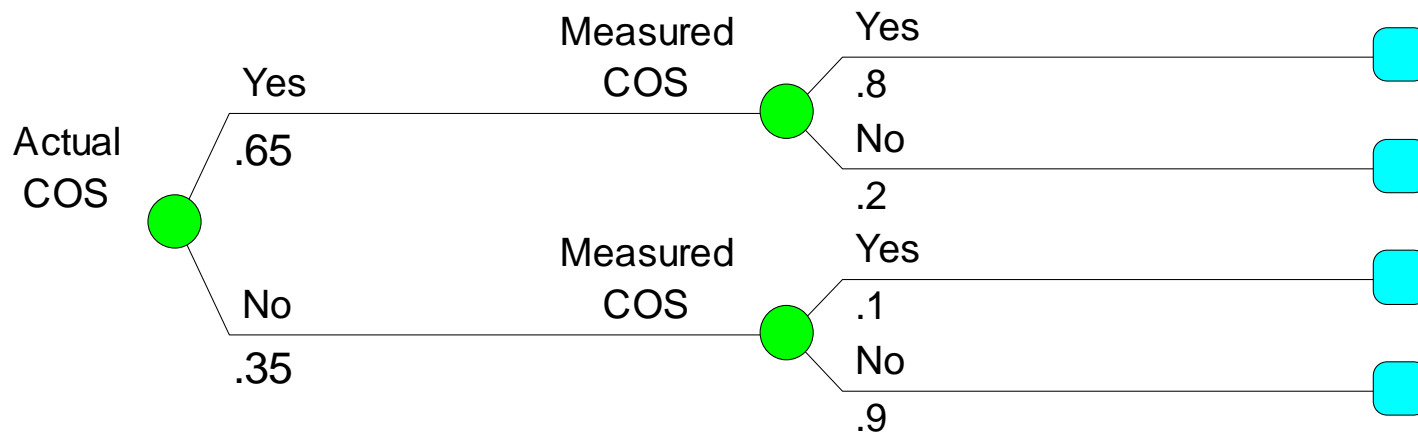 Actual
COS
Yes
.65
No
.35
Measured
COS
Yes
.8
No
.2
Measured
COS
Yes
.1
No
.9